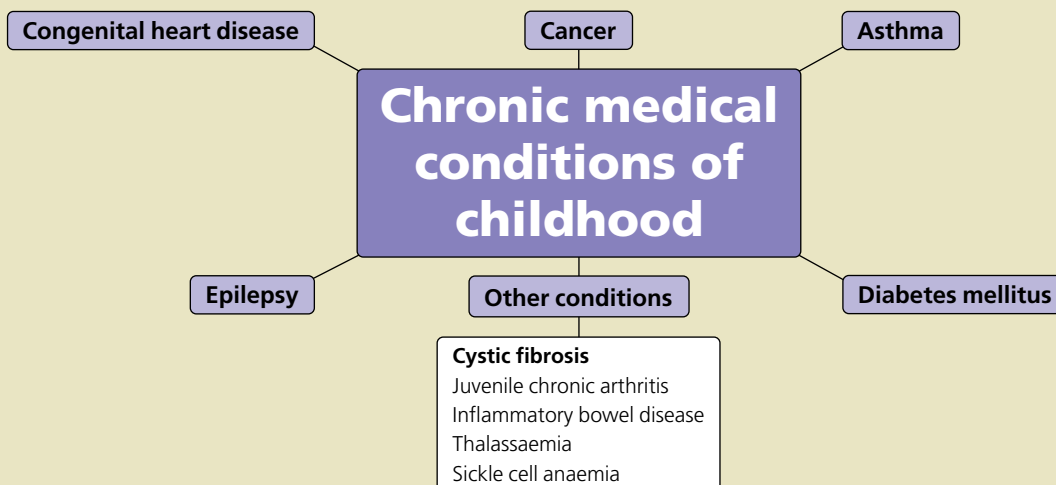 Congenital heart disease
Cancer
Asthma
Chronic medical
conditions of
childhood
Epilepsy
Other conditions
Diabetes mellitus
Cystic fibrosis
Juvenile chronic arthritis
Inflammatory bowel disease
Thalassaemia
Sickle cell anaemia